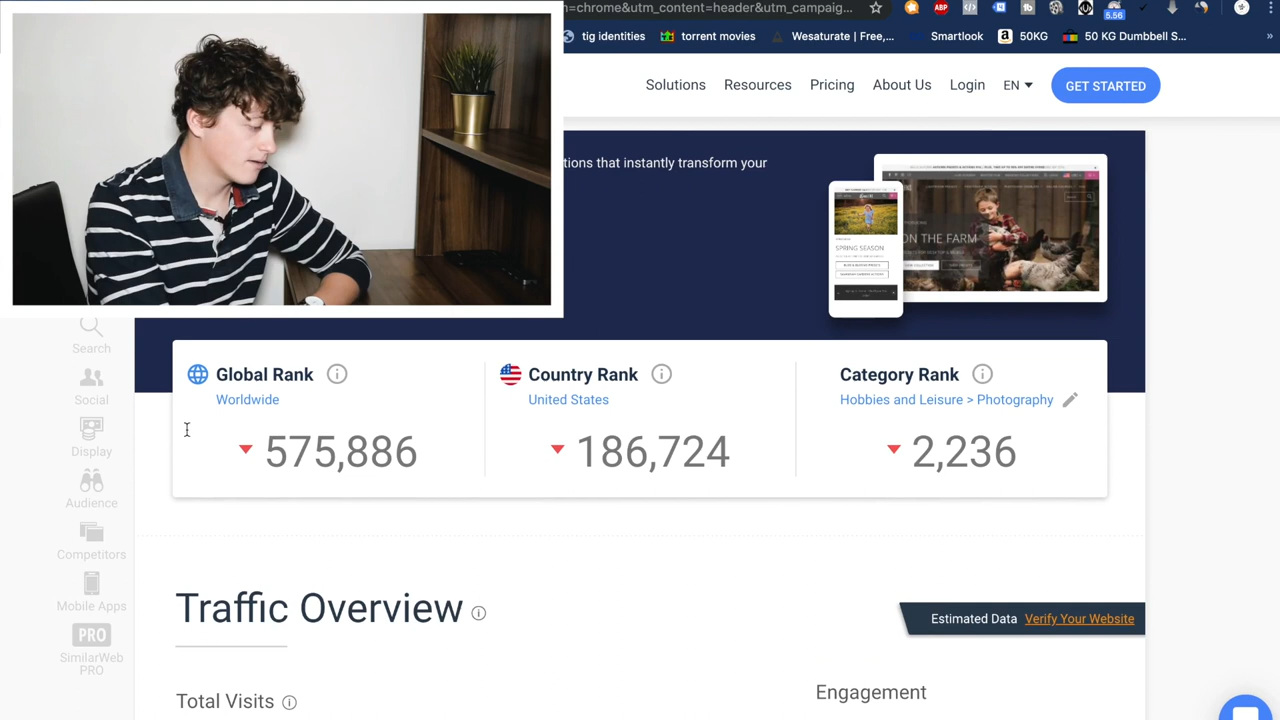 n=chrome&utm_content=header&utm_campaig...
ABP
5.56
tig identities
torrent movies
Wesaturate | Free,...
Smartlook
50KG
50 KG Dumbbell S...
»
Solutions
Resources
Pricing
About Us
Login
EN
GET STARTED
tions that instantly transform your
SPRING SEASON
ON THE FARM
Search
Social
Display
Audience
Competitors
Mobile Apps
PRO
SimilarWeb
PRO
Global Rank
Worldwide
575,886
Country Rank
United States
186,724
Category Rank
Hobbies and Leisure > Photography
2,236
Traffic Overview
Estimated Data Verify Your Website
Total Visits
Engagement